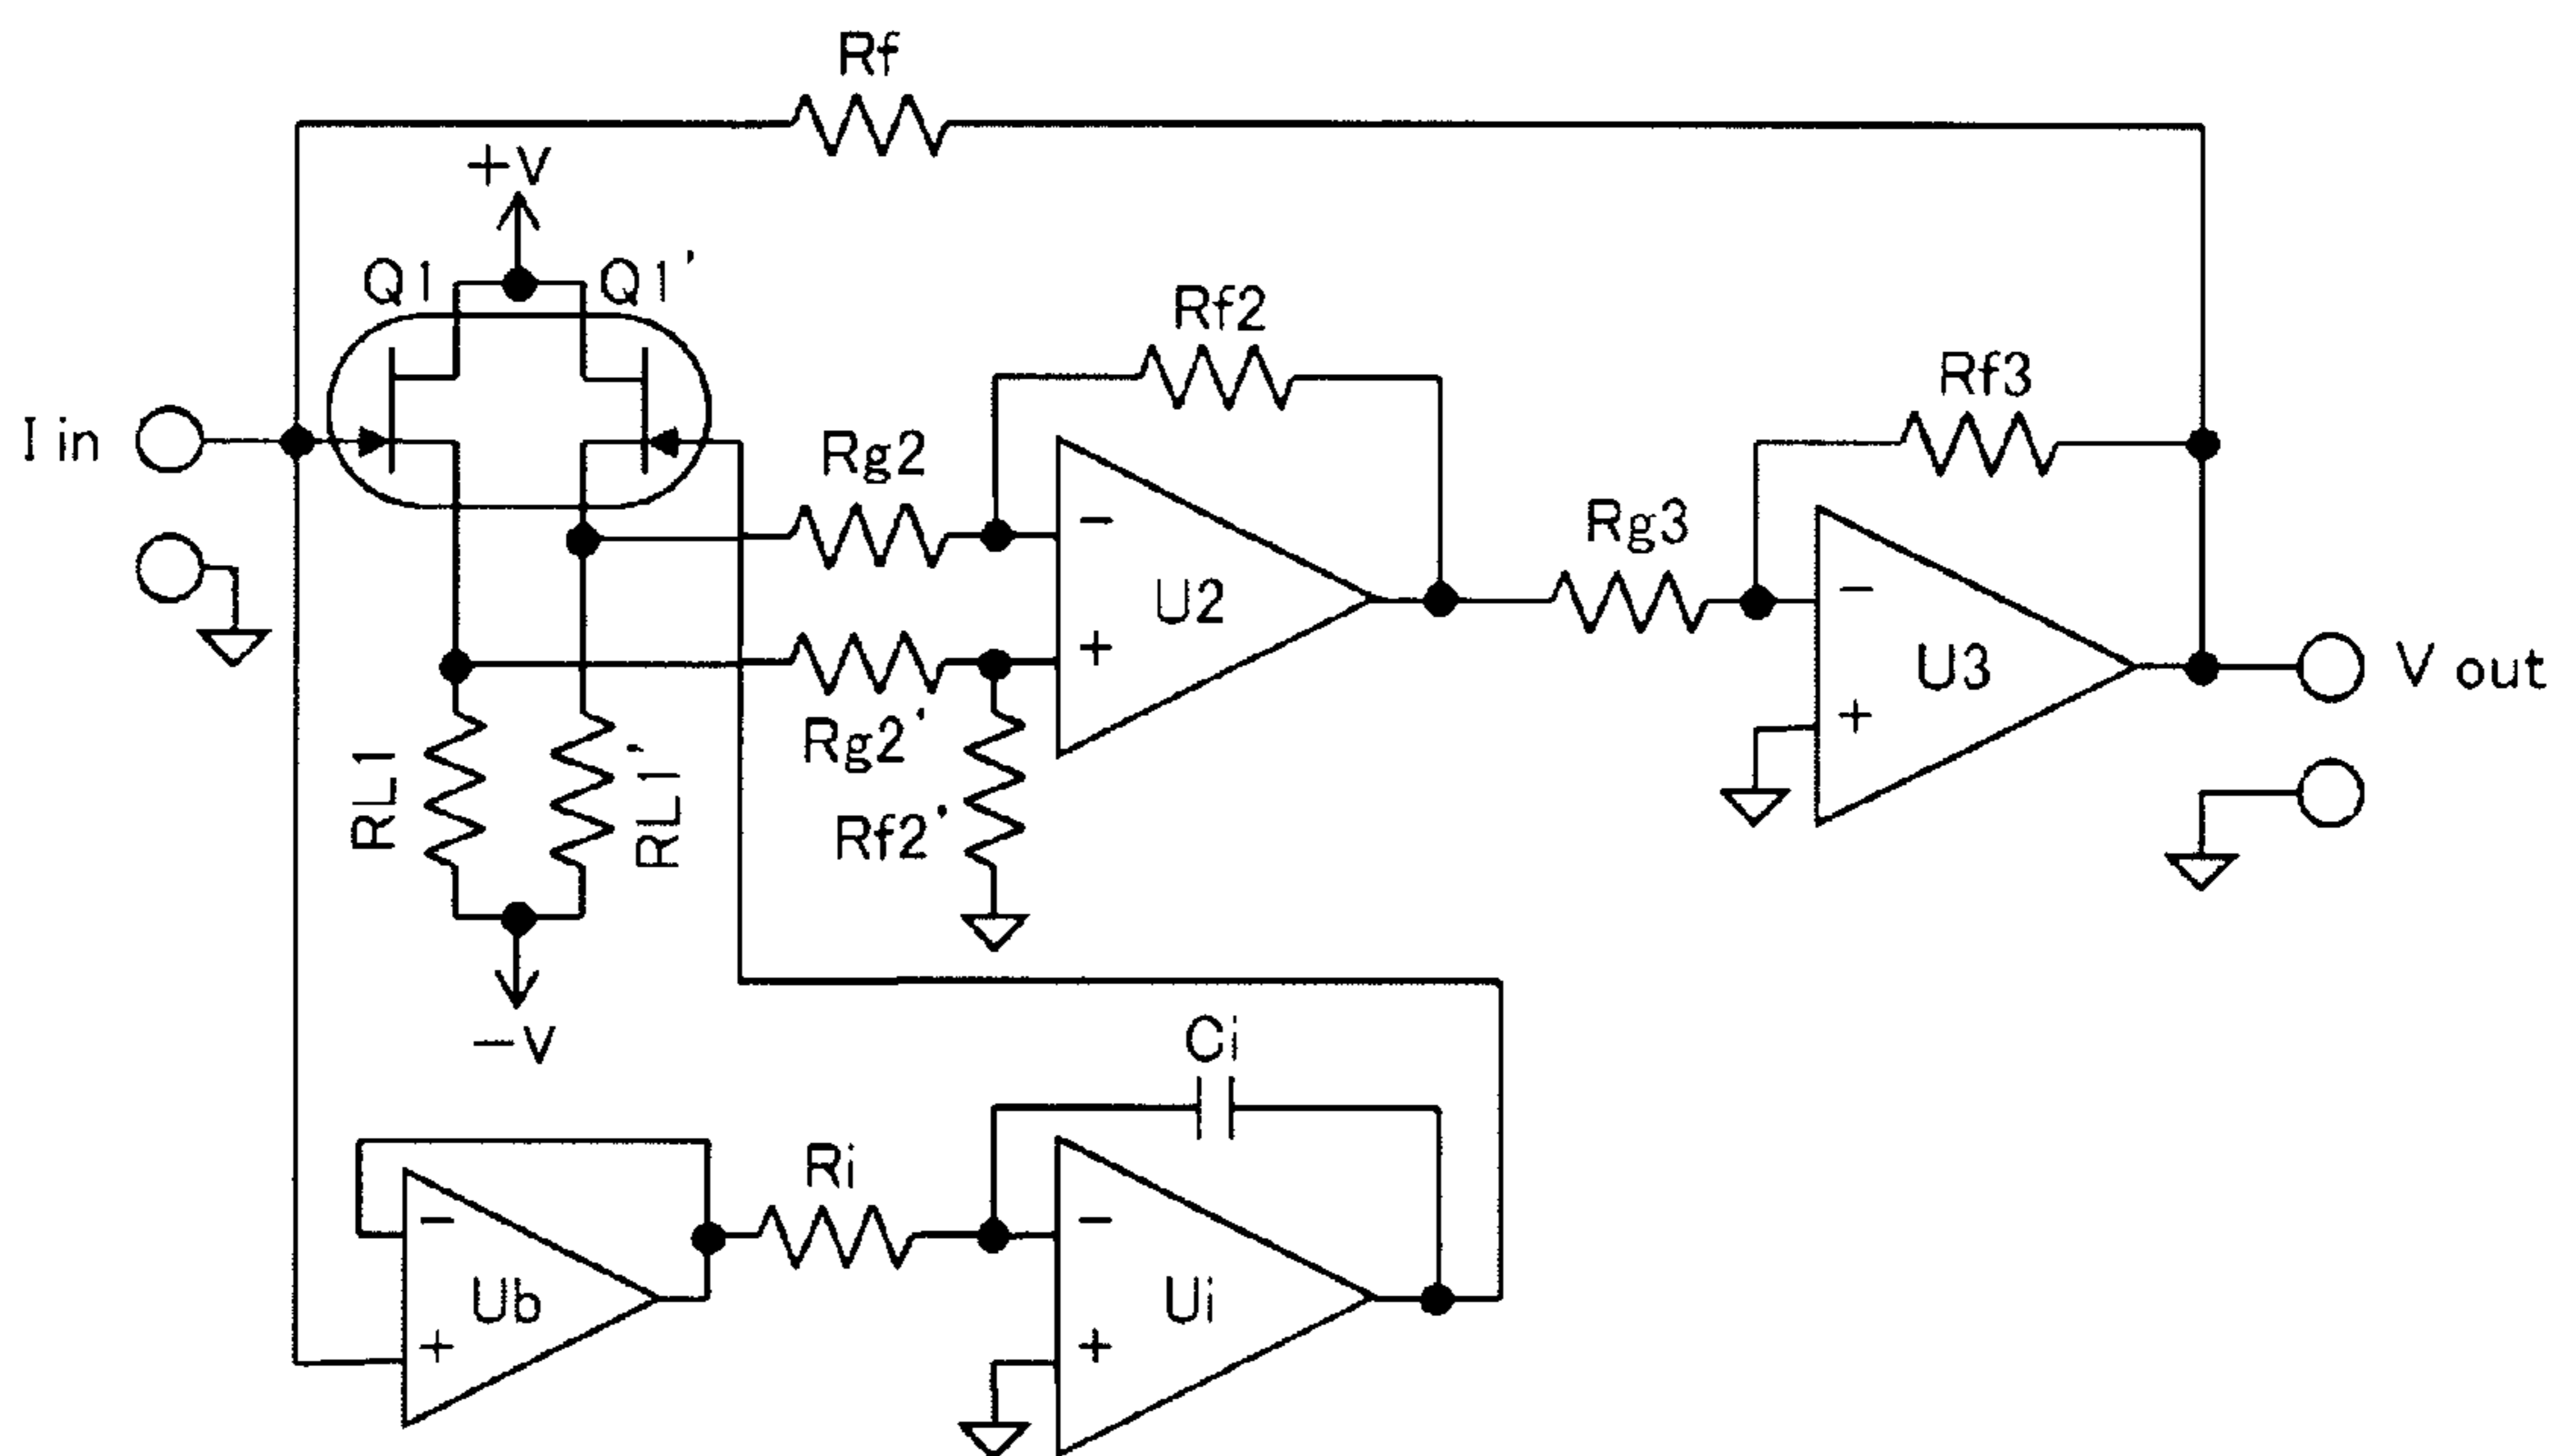 Rf
+V
Q1
Q1'
Rf2
Rf3
I in
Rg2
Rg3
−
U2
+
−
U3
+
V out
Rg2'
Rf2'
RL1
RL1'
−V
Ci
Ri
−
Ub
+
−
Ui
+